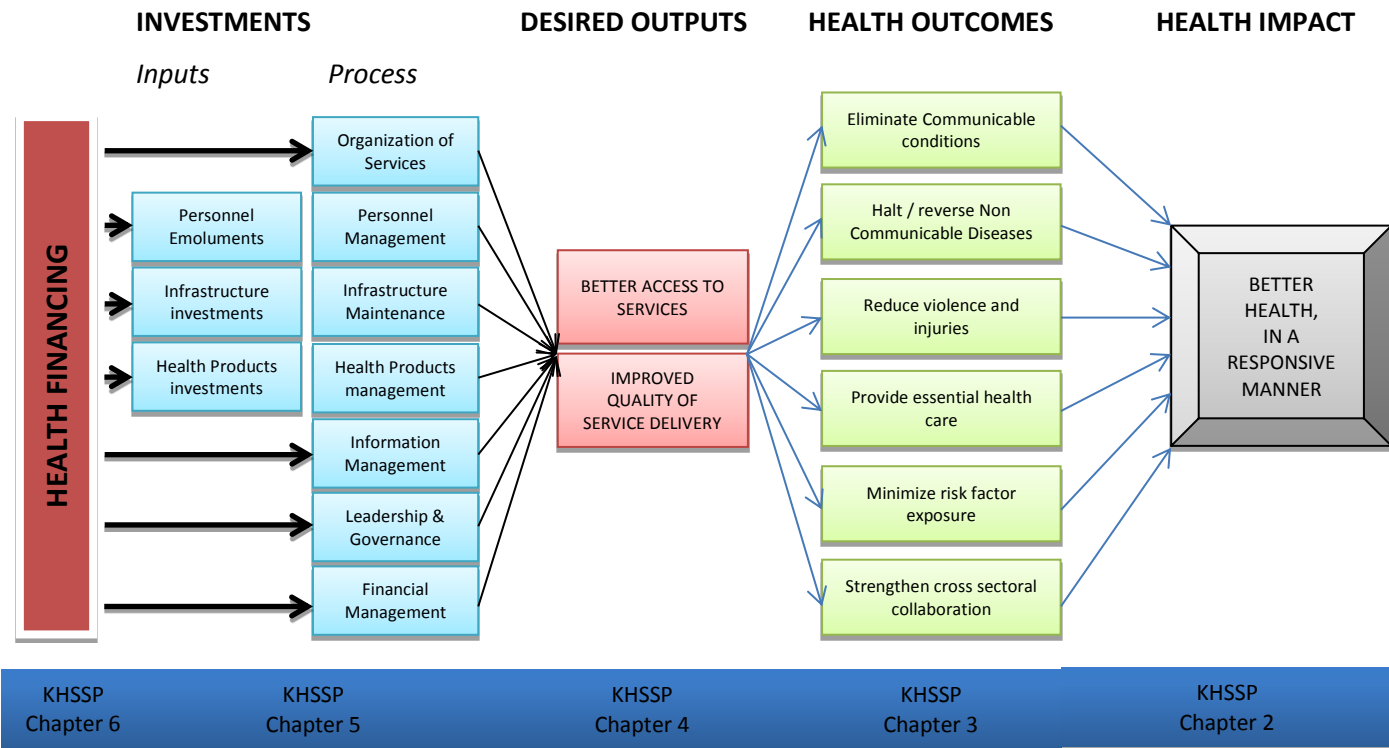 INVESTMENTS
DESIRED OUTPUTS
HEALTH OUTCOMES
HEALTH IMPACT
Inputs
Process
HEALTH FINANCING
Personnel
Emoluments
Infrastructure
investments
Health Products
investments
Organization of
Services
Personnel
Management
Infrastructure
Maintenance
Health Products
management
Information
Management
Leadership &
Governance
Financial
Management
BETTER ACCESS TO
SERVICES
IMPROVED
QUALITY OF
SERVICE DELIVERY
Eliminate Communicable
conditions
Halt / reverse Non
Communicable Diseases
Reduce violence and
injuries
Provide essential health
care
Minimize risk factor
exposure
Strengthen cross sectoral
collaboration
BETTER
HEALTH,
IN A
RESPONSIVE
MANNER
KHSSP
Chapter 6
KHSSP
Chapter 5
KHSSP
Chapter 4
KHSSP
Chapter 3
KHSSP
Chapter 2